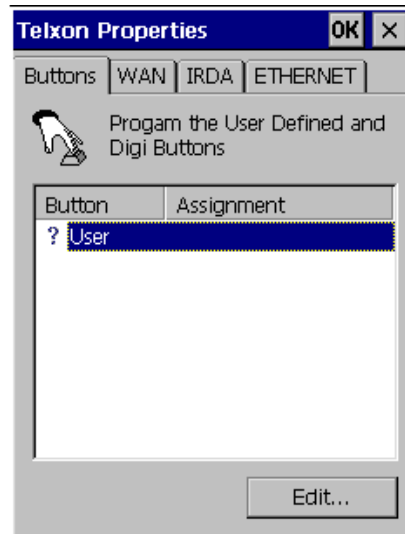 Telxon Properties OK ×
Buttons WAN IRDA ETHERNET
Progam the User Defined and
Digi Buttons
Button Assignment
? User
Edit...